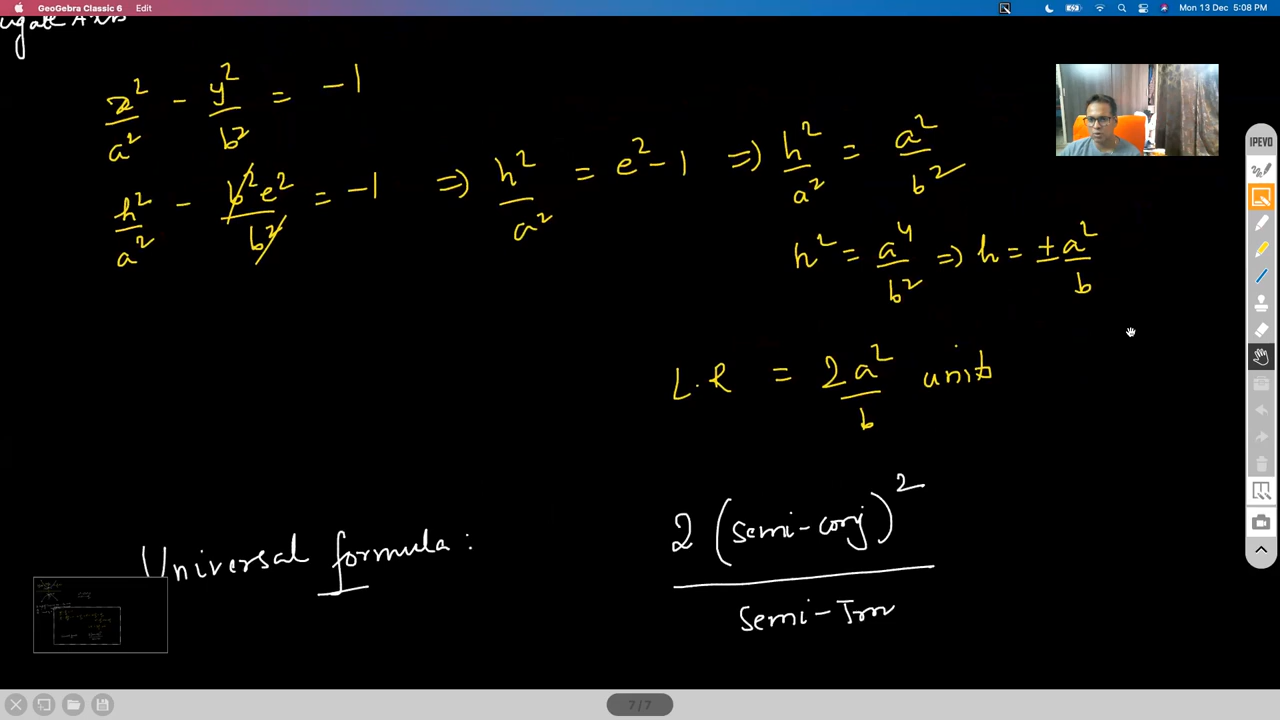 GeoGebra Classic 6 Edit Mon 13 Dec 5:08 PM
x²/a² - y²/b² = -1
h²/a² - b²e²/b² = -1 => h²/a² = e² - 1 => h²/a² = a²/b²
h² = a⁴/b² => h = ± a²/b
L.R = 2a²/b units
Universal formula : 2 (semi-conj)² / semi-Trv
IPEVO
7 / 7